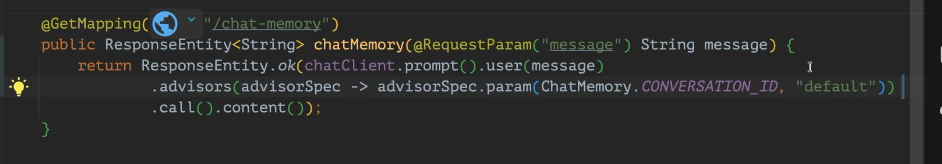 @GetMapping("/chat-memory")
public ResponseEntity<String> chatMemory(@RequestParam("message") String message) {
return ResponseEntity.ok(chatClient.prompt().user(message)
.advisors(advisorSpec -> advisorSpec.param(ChatMemory.CONVERSATION_ID, "default"))
.call().content());
}